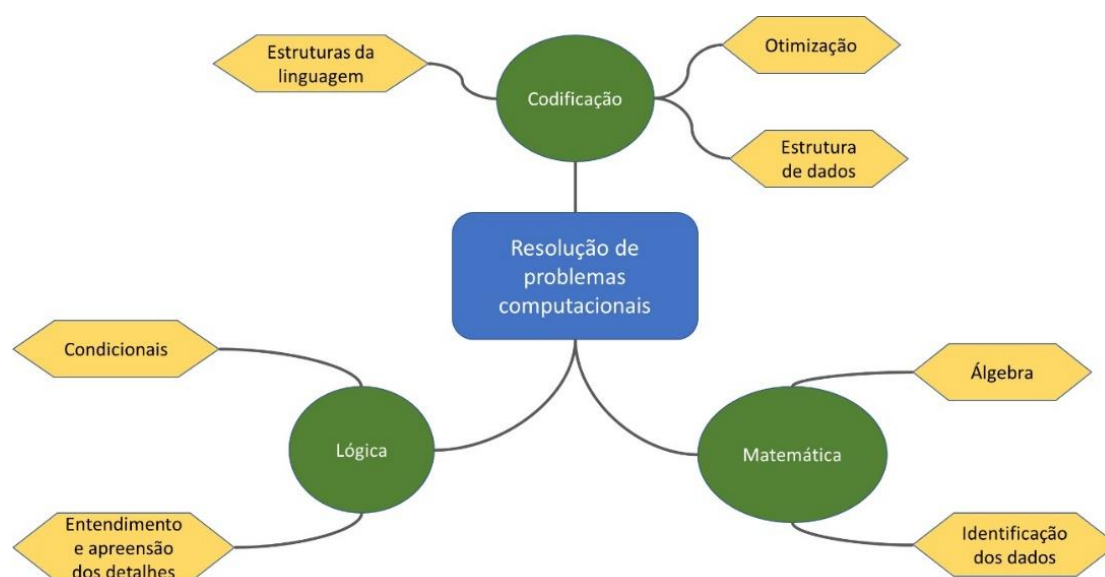 Estruturas da
linguagem
Codificação
Otimização
Estrutura
de dados
Resolução de
problemas
computacionais
Condicionais
Lógica
Entendimento
e apreensão
dos detalhes
Álgebra
Matemática
Identificação
dos dados